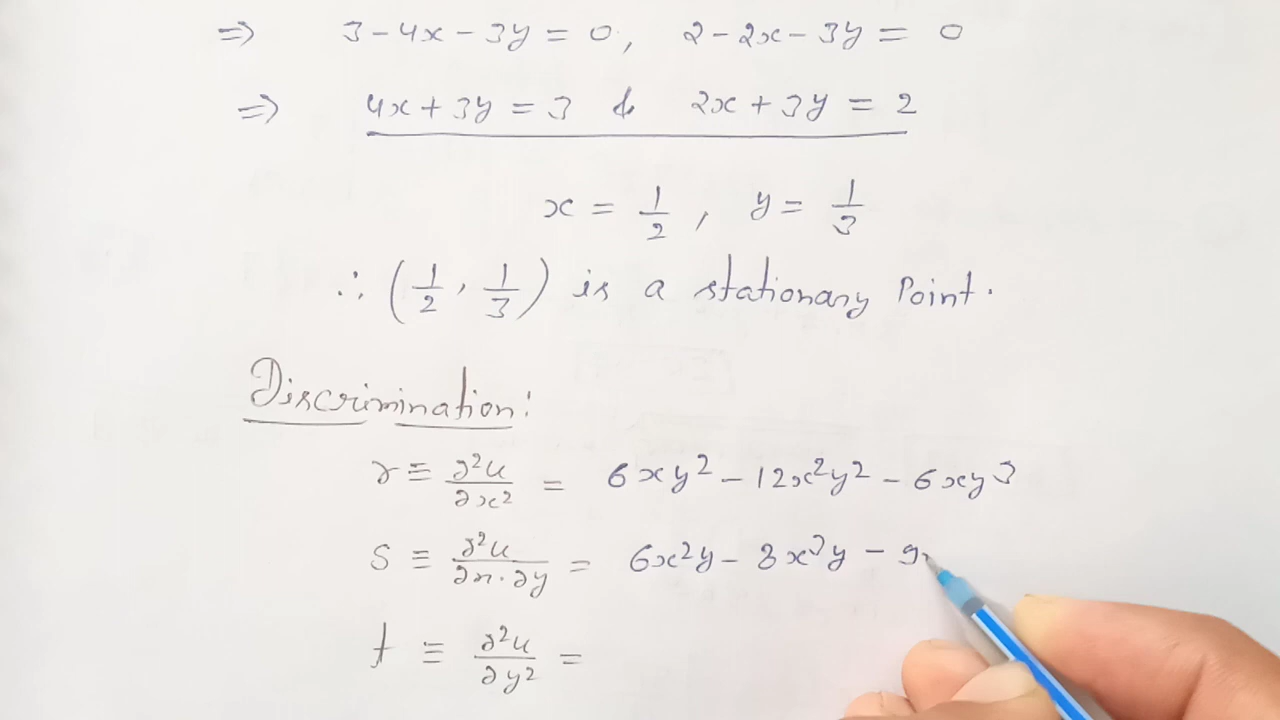 ⇒ 3 - 4x - 3y = 0, 2 - 2x - 3y = 0
⇒ 4x + 3y = 3 & 2x + 3y = 2
x = 1/2, y = 1/3
∴ (1/2, 1/3) is a stationary Point.
Discrimination:
r ≡ ∂²u/∂x² = 6xy² - 12x²y² - 6xy³
s ≡ ∂²u/∂x·∂y = 6x²y - 8x³y - 9x
t ≡ ∂²u/∂y² =